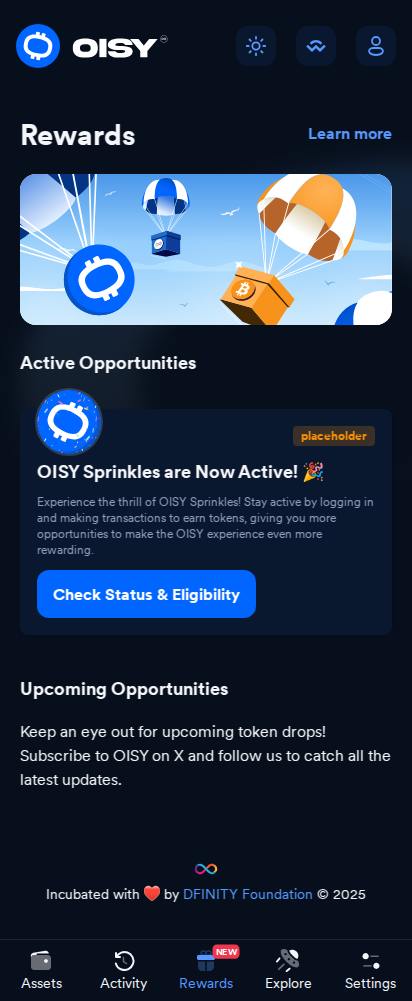 OISY
Rewards
Learn more
Active Opportunities
placeholder
OISY Sprinkles are Now Active! 🎉
Experience the thrill of OISY Sprinkles! Stay active by logging in
and making transactions to earn tokens, giving you more
opportunities to make the OISY experience even more
rewarding.
Check Status & Eligibility
Upcoming Opportunities
Keep an eye out for upcoming token drops!
Subscribe to OISY on X and follow us to catch all the
latest updates.
Incubated with ❤️ by DFINITY Foundation © 2025
NEW
Assets Activity Rewards Explore Settings